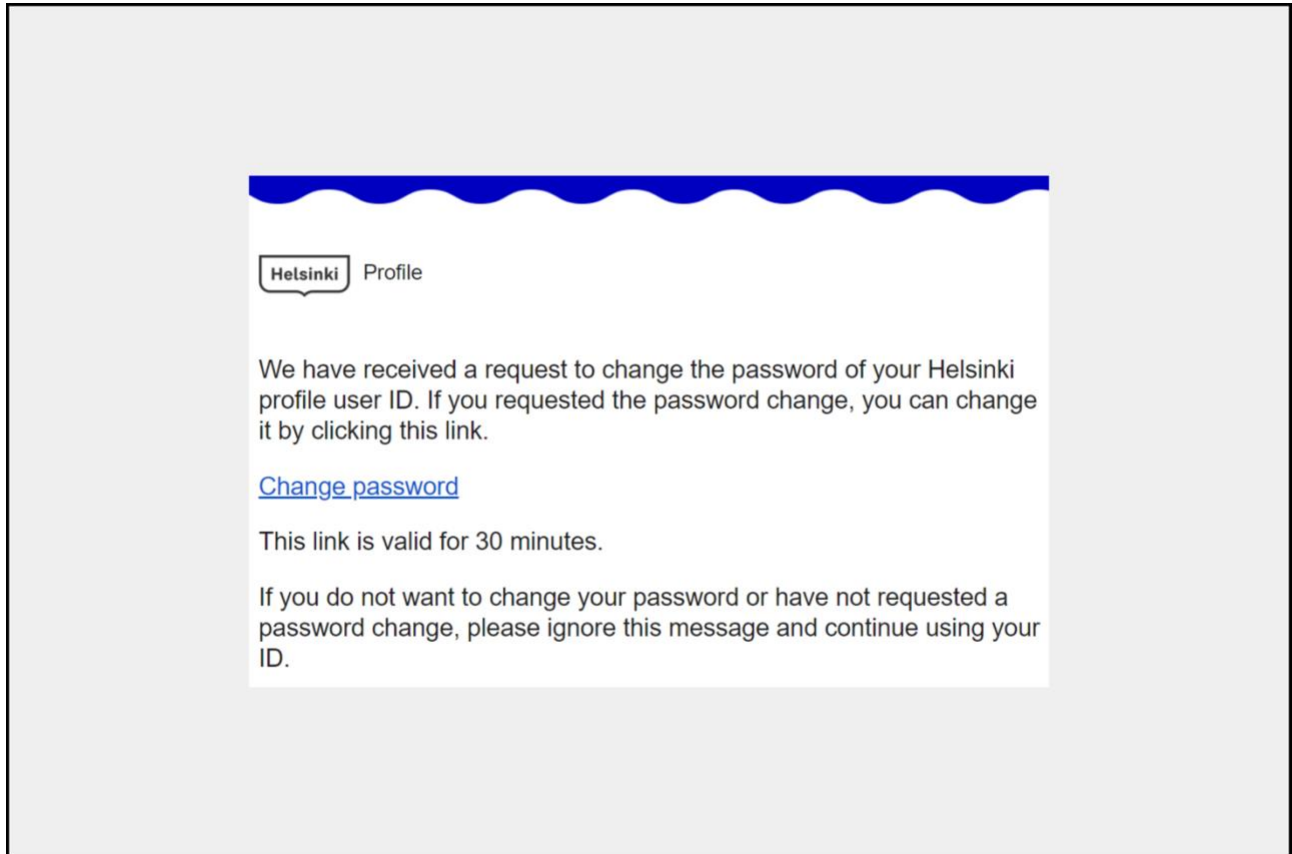 Helsinki Profile
We have received a request to change the password of your Helsinki
profile user ID. If you requested the password change, you can change
it by clicking this link.
Change password
This link is valid for 30 minutes.
If you do not want to change your password or have not requested a
password change, please ignore this message and continue using your
ID.